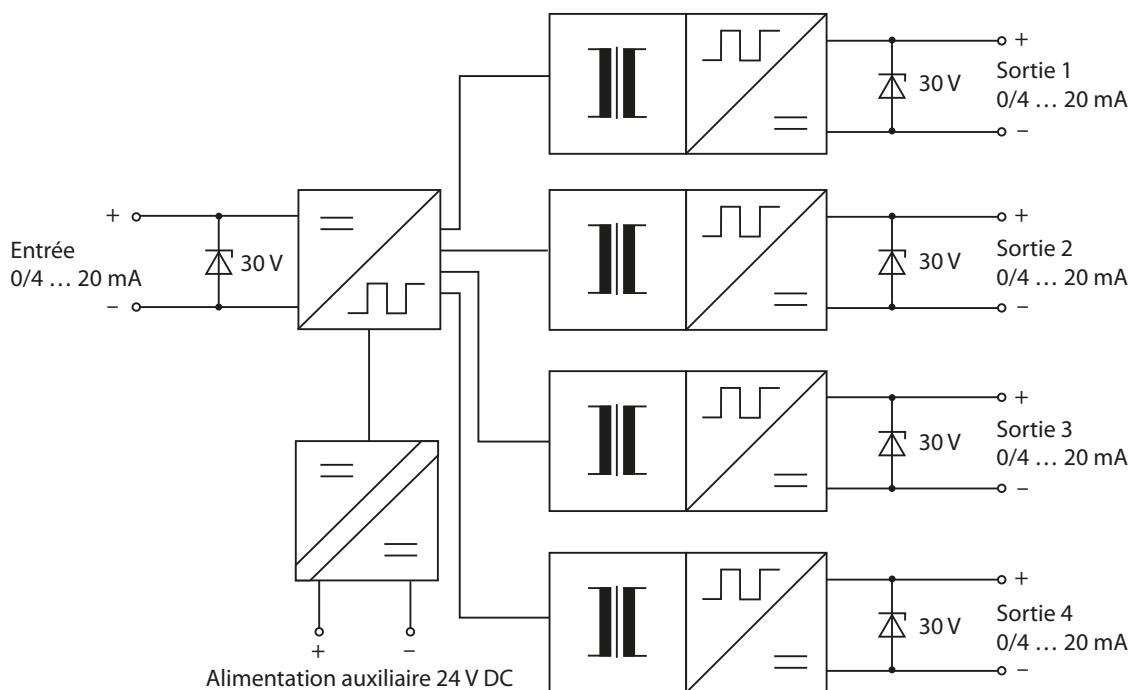 +
30 V
Sortie 1
0/4 … 20 mA
–
+
Entrée
0/4 … 20 mA
–
30 V
+
30 V
Sortie 2
0/4 … 20 mA
–
+
30 V
Sortie 3
0/4 … 20 mA
–
+
30 V
Sortie 4
0/4 … 20 mA
–
+ –
Alimentation auxiliaire 24 V DC